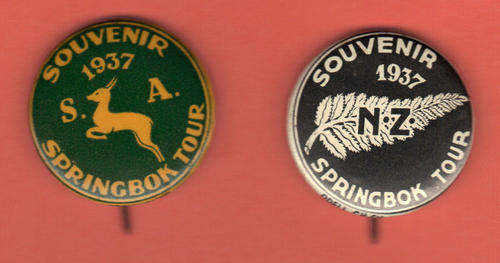 SOUVENIR
1937
S. A.
SPRINGBOK TOUR
SOUVENIR
1937
N.Z.
SPRINGBOK TOUR